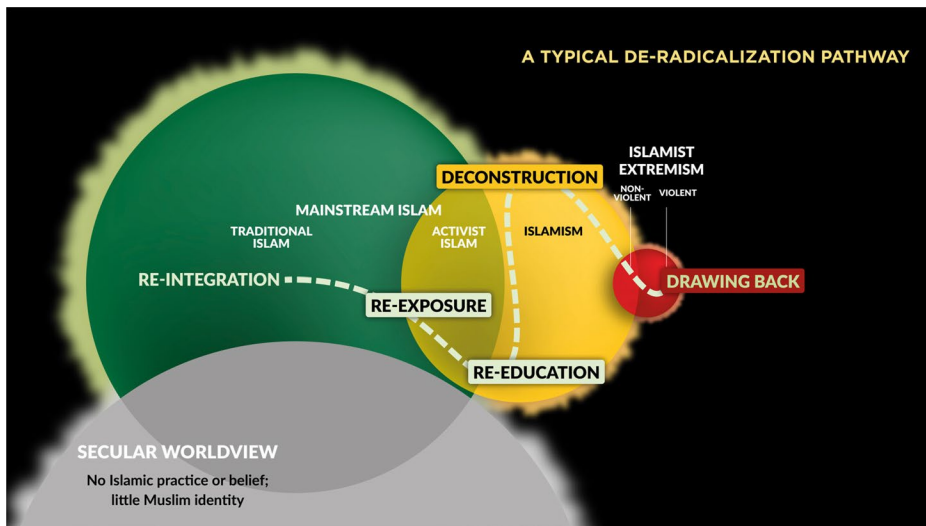 A TYPICAL DE-RADICALIZATION PATHWAY
ISLAMIST
EXTREMISM
NON-
VIOLENT
VIOLENT
DECONSTRUCTION
MAINSTREAM ISLAM
TRADITIONAL
ISLAM
ACTIVIST
ISLAM
ISLAMISM
RE-INTEGRATION
DRAWING BACK
RE-EXPOSURE
RE-EDUCATION
SECULAR WORLDVIEW
No Islamic practice or belief;
little Muslim identity